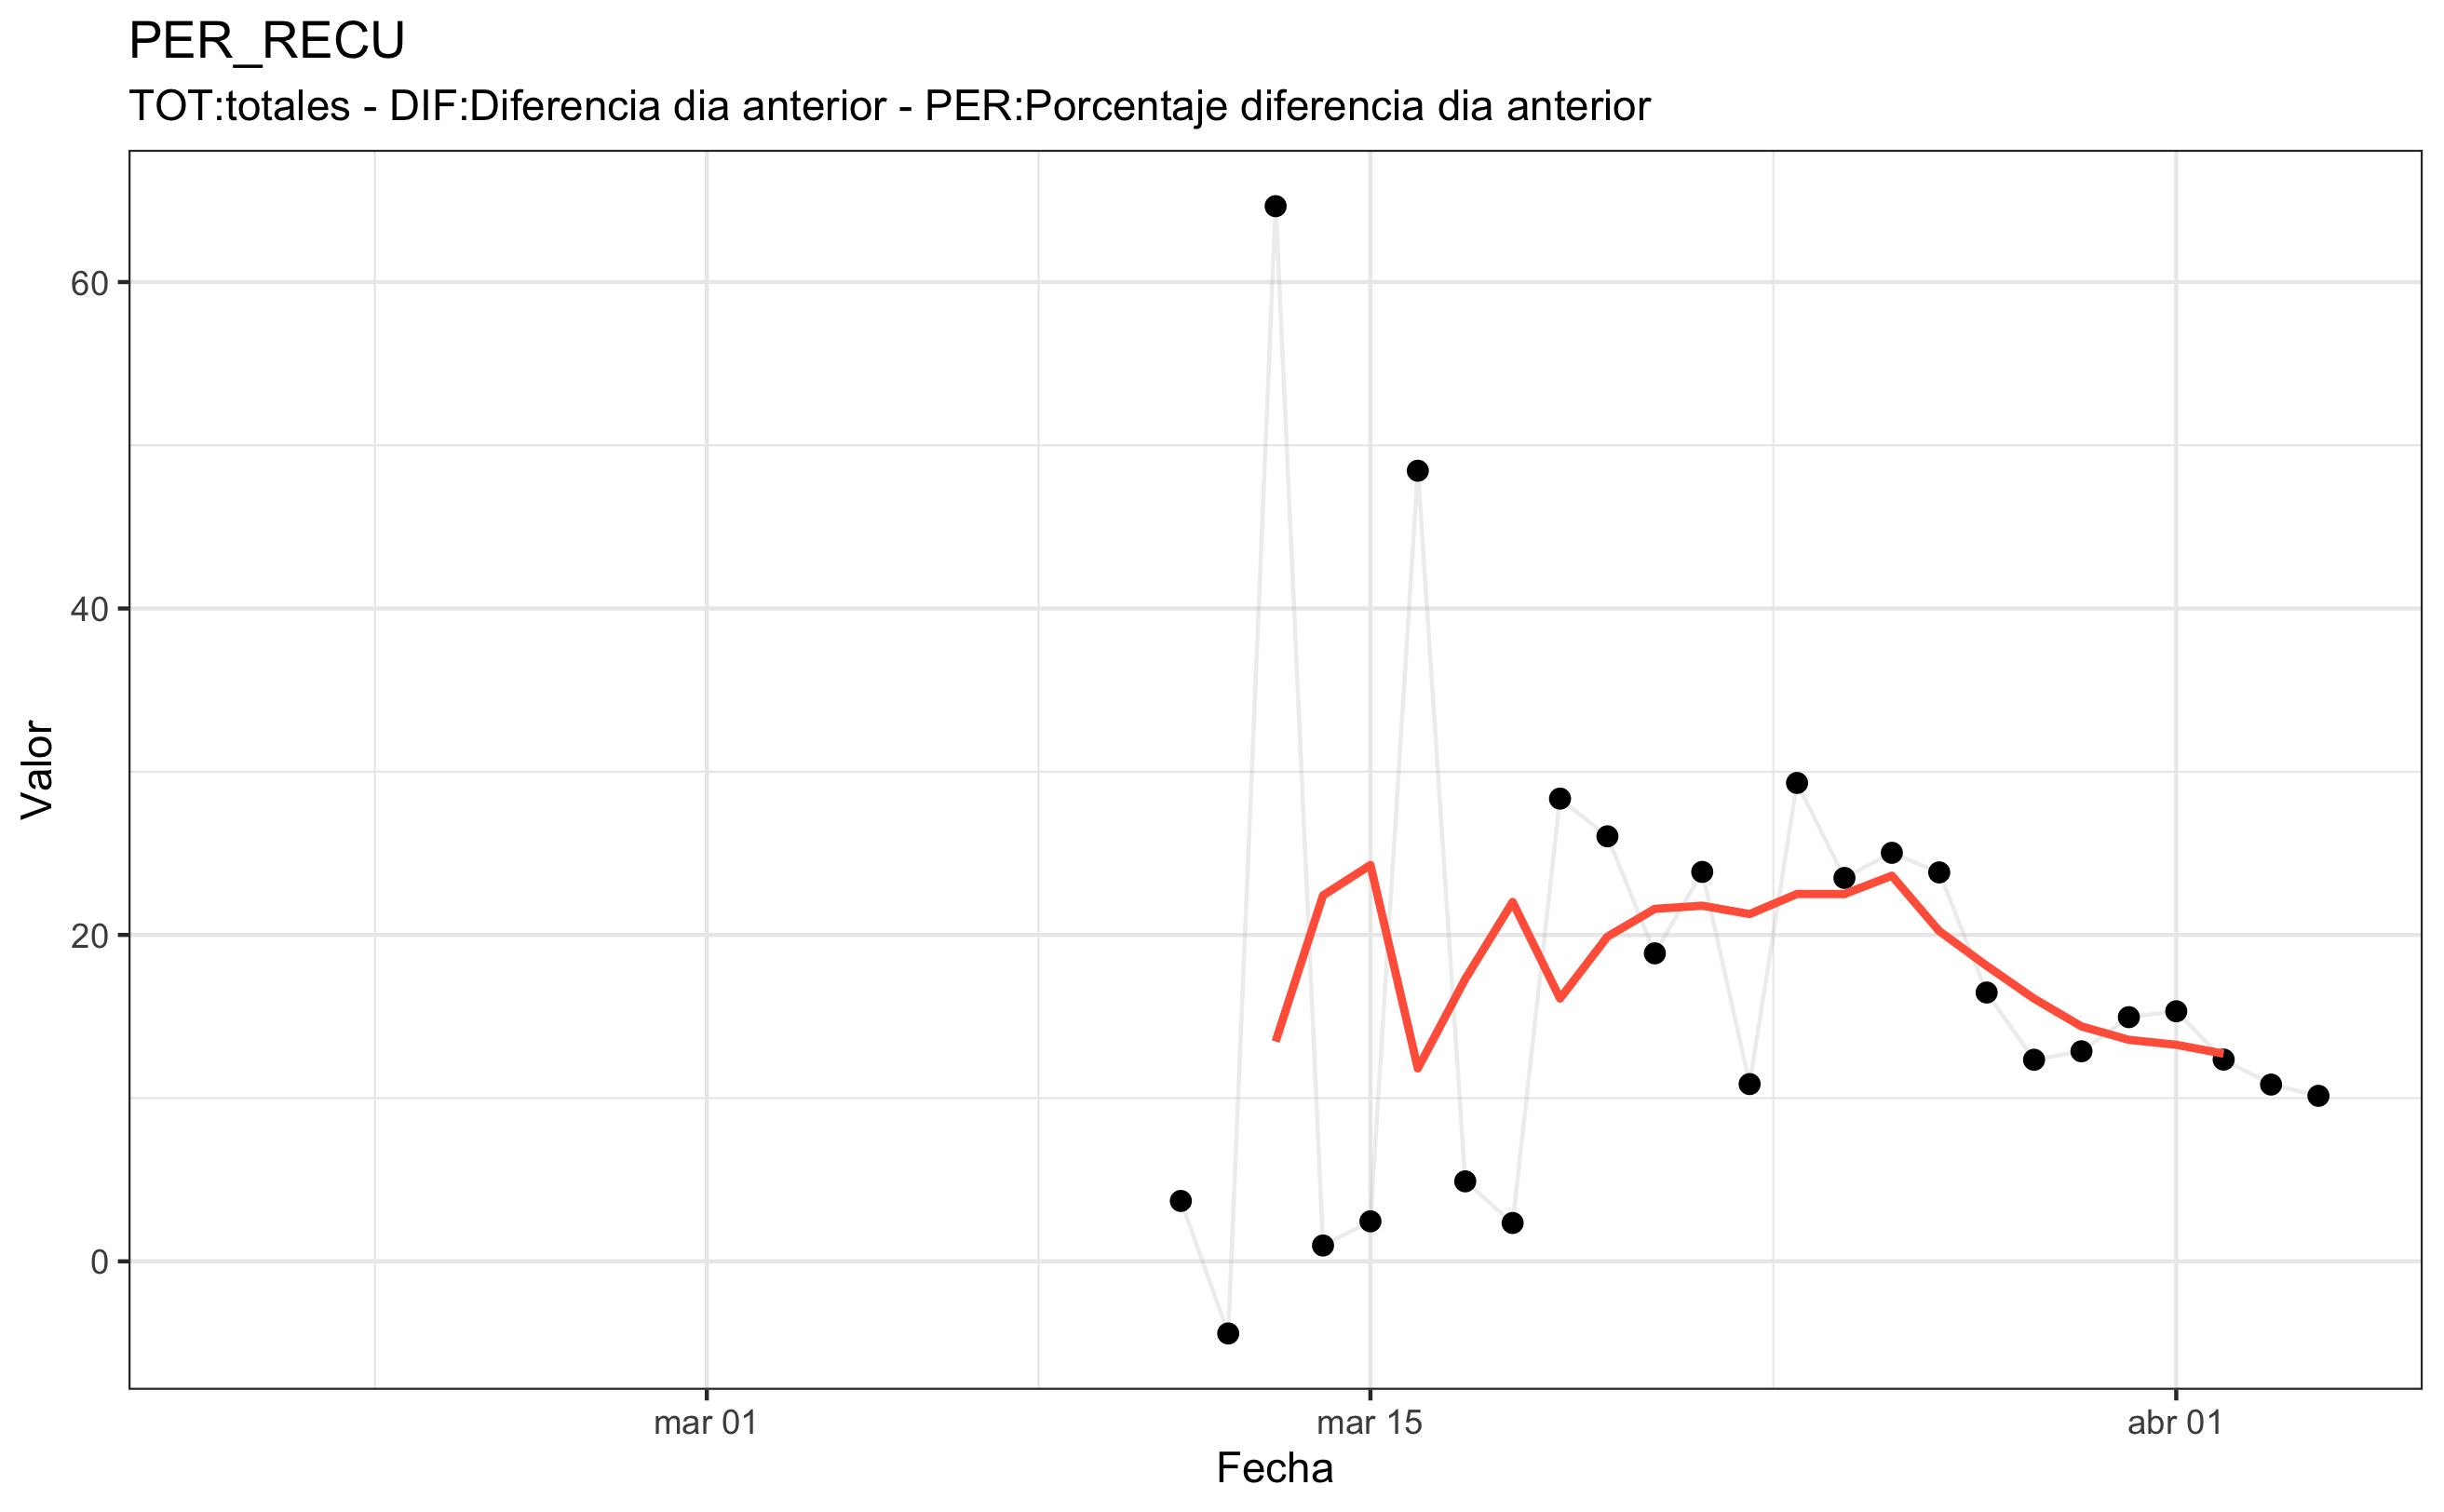 PER_RECU
TOT:totales - DIF:Diferencia dia anterior - PER:Porcentaje diferencia dia anterior
60
40
20
0
Valor
mar 01
mar 15
abr 01
Fecha